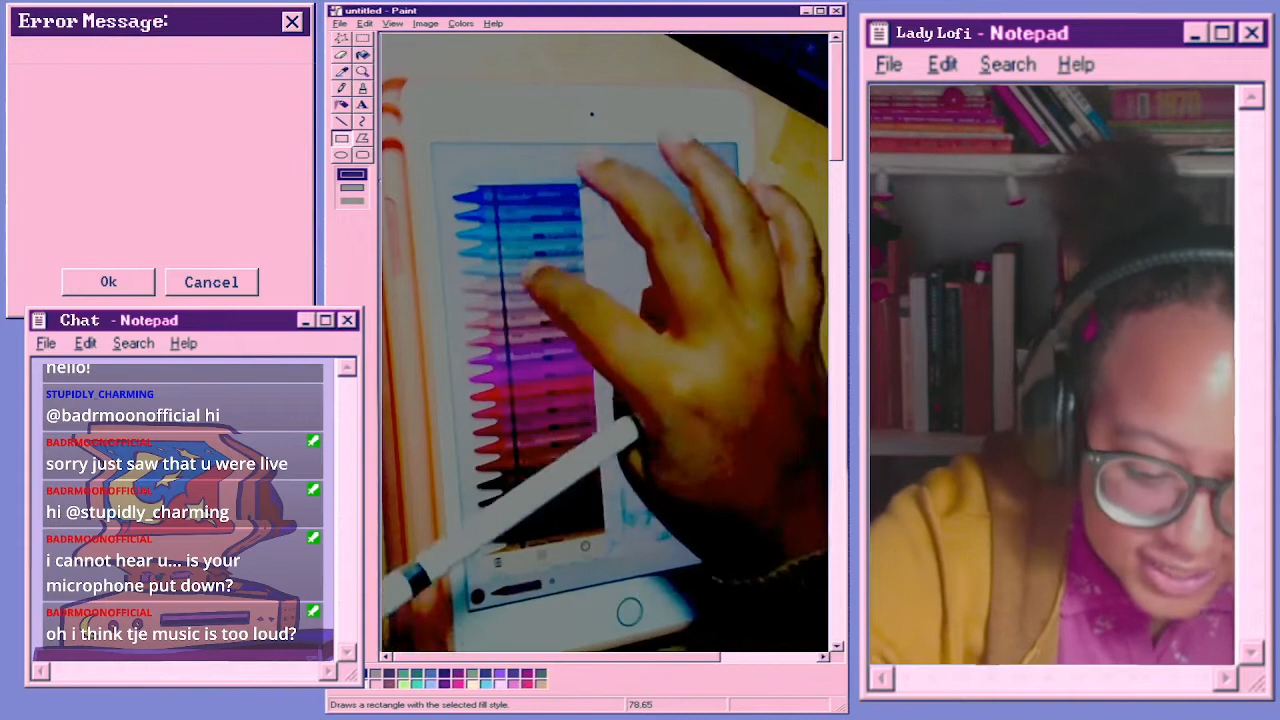 Error Message:
Ok
Cancel
untitled - Paint
File Edit View Image Colors Help
Draws a rectangle with the selected fill style.
78.65
Chat - Notepad
File Edit Search Help
hello!
STUPIDLY_CHARMING
@badrmoonofficial hi
BADRMOONOFFICIAL
sorry just saw that u were live
BADRMOONOFFICIAL
hi @stupidly_charming
BADRMOONOFFICIAL
i cannot hear u... is your
microphone put down?
BADRMOONOFFICIAL
oh i think tje music is too loud?
Lady Lofi - Notepad
File Edit Search Help
1970